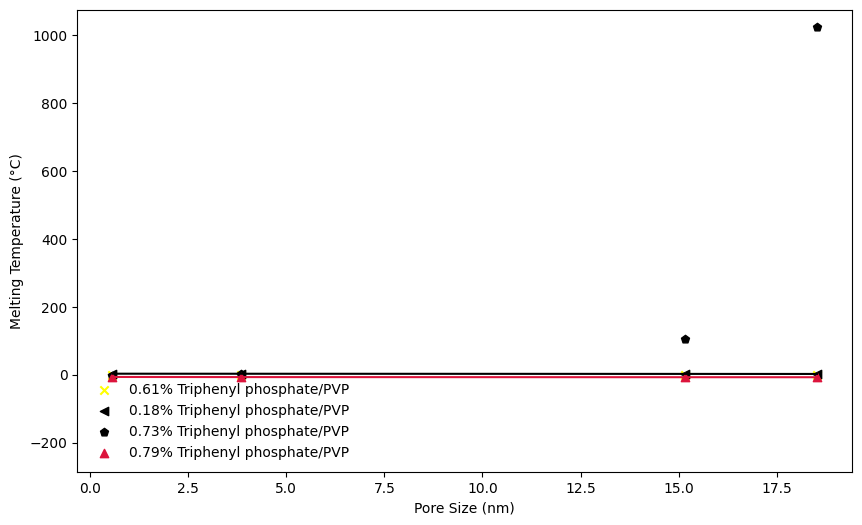 1000
800
600
400
200
0
−200
Melting Temperature (°C)
0.61% Triphenyl phosphate/PVP
0.18% Triphenyl phosphate/PVP
0.73% Triphenyl phosphate/PVP
0.79% Triphenyl phosphate/PVP
0.0 2.5 5.0 7.5 10.0 12.5 15.0 17.5
Pore Size (nm)